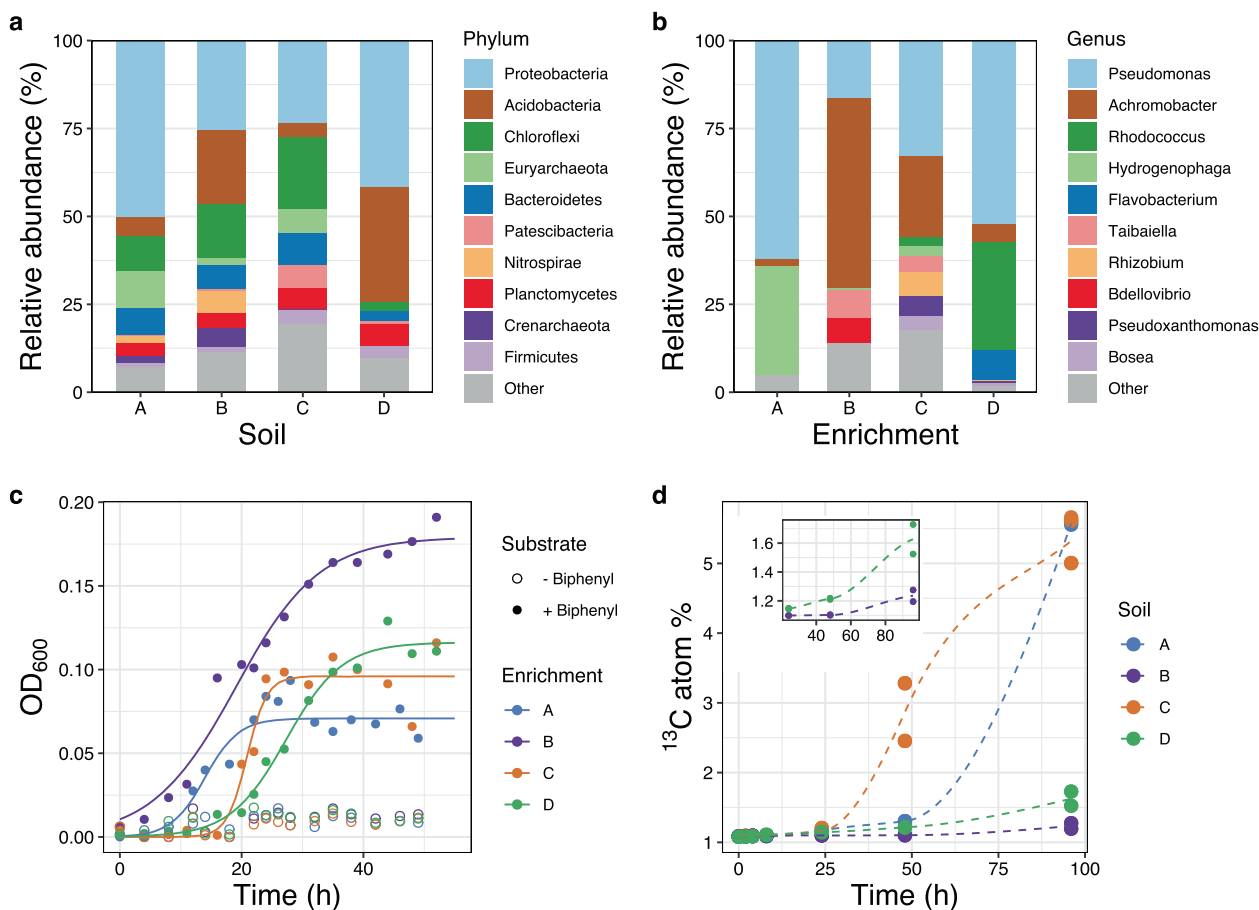 a
Relative abundance (%)
100
75
50
25
0
A B C D
Soil
Phylum
Proteobacteria
Acidobacteria
Chloroflexi
Euryarchaeota
Bacteroidetes
Patescibacteria
Nitrospirae
Planctomycetes
Crenarchaeota
Firmicutes
Other
b
Relative abundance (%)
100
75
50
25
0
A B C D
Enrichment
Genus
Pseudomonas
Achromobacter
Rhodococcus
Hydrogenophaga
Flavobacterium
Taibaiella
Rhizobium
Bdellovibrio
Pseudoxanthomonas
Bosea
Other
c
OD600
0.20
0.15
0.10
0.05
0.00
0 20 40
Time (h)
Substrate
- Biphenyl
+ Biphenyl
Enrichment
A
B
C
D
d
13C atom %
5
4
3
2
1
1.6
1.4
1.2
40 60 80
0 25 50 75 100
Time (h)
Soil
A
B
C
D